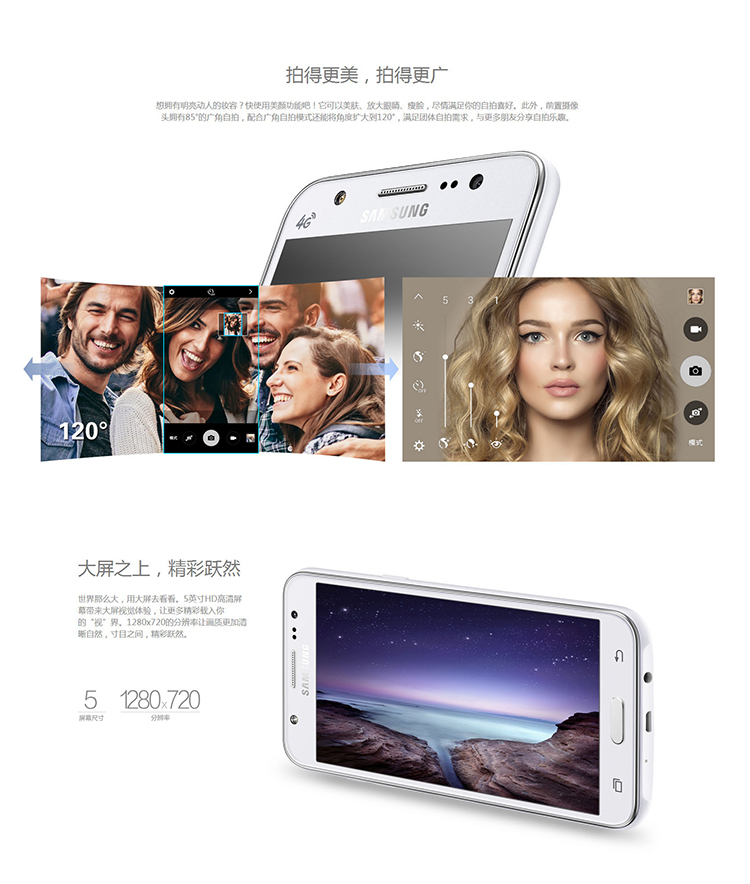 拍得更美，拍得更广
想拥有明亮动人的妆容？快使用美颜功能吧！它可以美肤、放大眼睛、瘦脸，尽情满足你的自拍喜好。此外，前置摄像
头拥有85°的广角自拍，配合广角自拍模式还能将角度扩大到120°，满足团体自拍需求，与更多朋友分享自拍乐趣。
4G
SAMSUNG
5 3 1
120°
模式
OFF
OFF
模式
大屏之上，精彩跃然
世界那么大，用大屏去看看。5英寸HD高清屏
幕带来大屏视觉体验，让更多精彩载入你
的“视”界。1280x720的分辨率让画质更加清
晰自然，寸目之间，精彩跃然。
SAMSUNG
5 1280x720
屏幕尺寸 分辨率